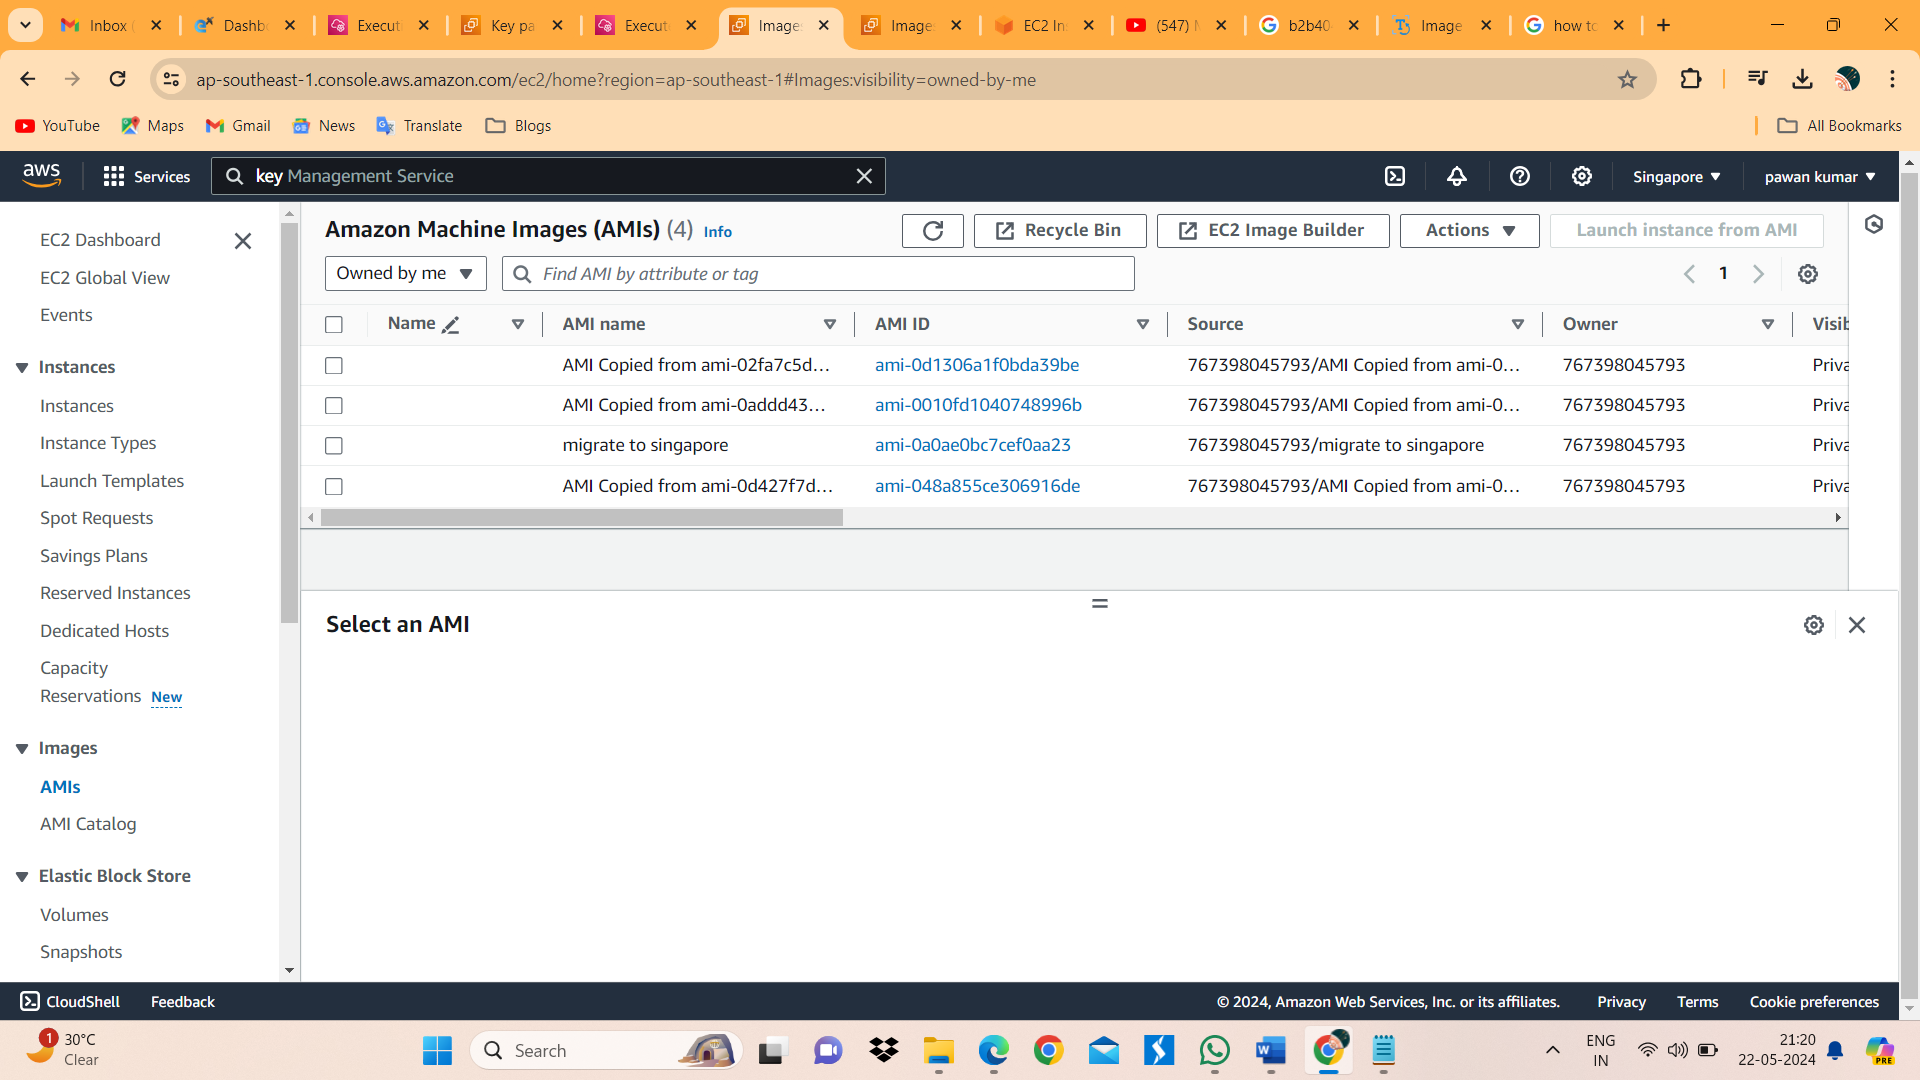 Inbox
Dashb
Execut
Key pa
Execut
Image
Image
EC2 In
(547)
b2b40
Image
how to
ap-southeast-1.console.aws.amazon.com/ec2/home?region=ap-southeast-1#Images:visibility=owned-by-me
YouTube Maps Gmail News Translate Blogs All Bookmarks
aws Services key Management Service Singapore pawan kumar
EC2 Dashboard
EC2 Global View
Events
Instances
Instances
Instance Types
Launch Templates
Spot Requests
Savings Plans
Reserved Instances
Dedicated Hosts
Capacity
Reservations New
Images
AMIs
AMI Catalog
Elastic Block Store
Volumes
Snapshots
Amazon Machine Images (AMIs) (4) Info Recycle Bin EC2 Image Builder Actions Launch instance from AMI
Owned by me Find AMI by attribute or tag 1
Name AMI name AMI ID Source Owner Visib
AMI Copied from ami-02fa7c5d... ami-0d1306a1f0bda39be 767398045793/AMI Copied from ami-0... 767398045793 Priva
AMI Copied from ami-0addd43... ami-0010fd1040748996b 767398045793/AMI Copied from ami-0... 767398045793 Priva
migrate to singapore ami-0a0ae0bc7cef0aa23 767398045793/migrate to singapore 767398045793 Priva
AMI Copied from ami-0d427f7d... ami-048a855ce306916de 767398045793/AMI Copied from ami-0... 767398045793 Priva
Select an AMI
CloudShell Feedback © 2024, Amazon Web Services, Inc. or its affiliates. Privacy Terms Cookie preferences
1 30°C
Clear
Search
ENG
IN
21:20
22-05-2024
PRE